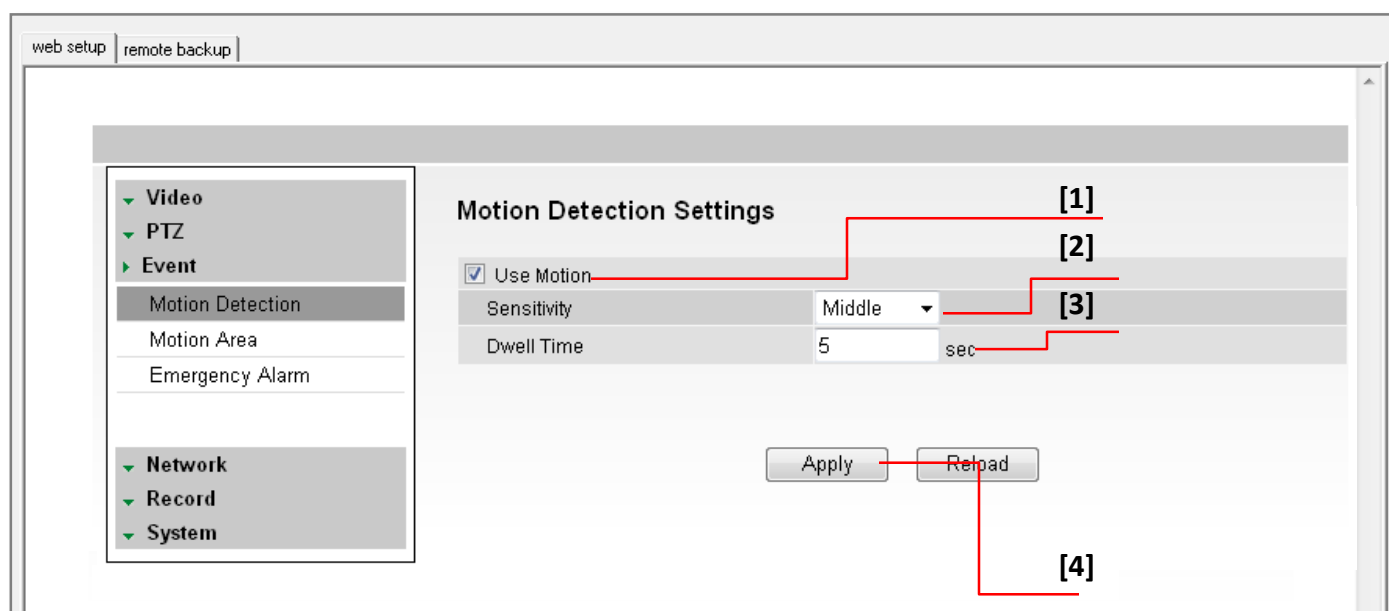 web setup
remote backup
Video
PTZ
Event
Motion Detection
Motion Area
Emergency Alarm
Network
Record
System
Motion Detection Settings
[1]
Use Motion
[2]
Sensitivity Middle
[3]
Dwell Time 5 sec
Apply Reload
[4]